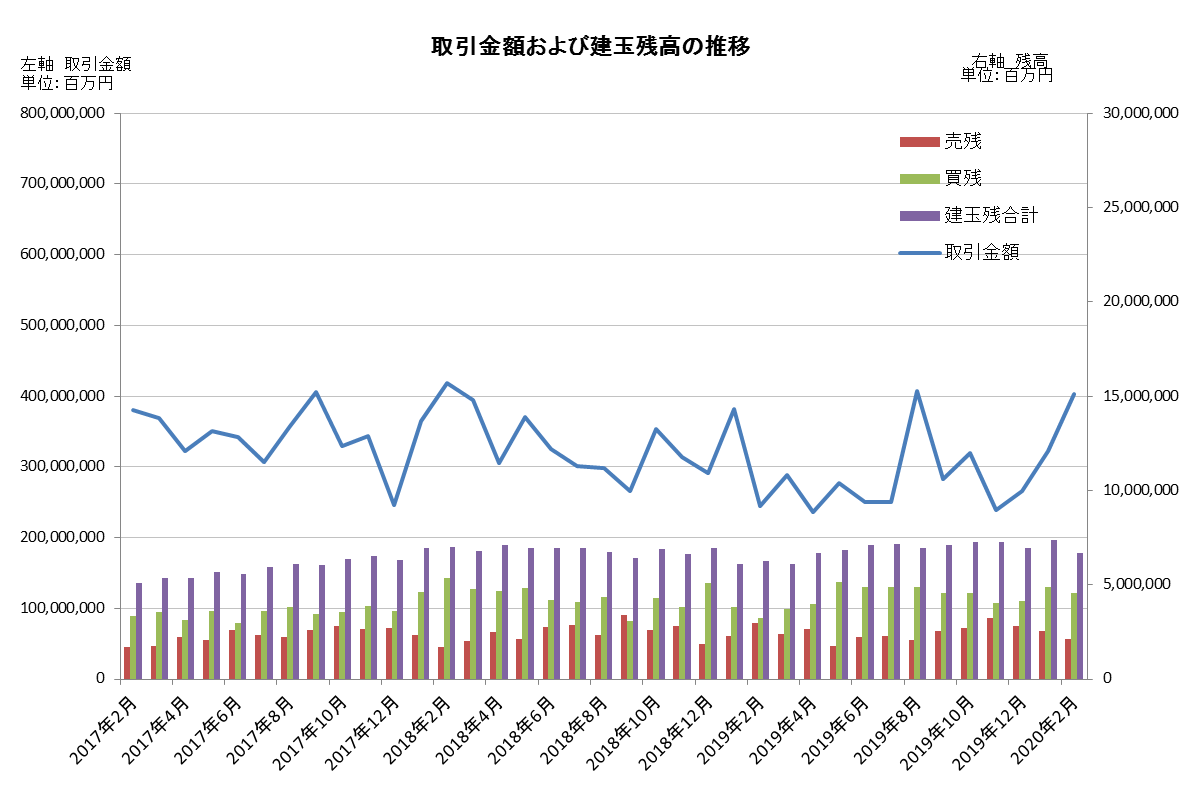 取引金額および建玉残高の推移
左軸 取引金額
単位:百万円
右軸 残高
単位:百万円
800,000,000
700,000,000
600,000,000
500,000,000
400,000,000
300,000,000
200,000,000
100,000,000
0
30,000,000
25,000,000
20,000,000
15,000,000
10,000,000
5,000,000
0
売残
買残
建玉残合計
取引金額
2017年2月
2017年4月
2017年6月
2017年8月
2017年10月
2017年12月
2018年2月
2018年4月
2018年6月
2018年8月
2018年10月
2018年12月
2019年2月
2019年4月
2019年6月
2019年8月
2019年10月
2019年12月
2020年2月